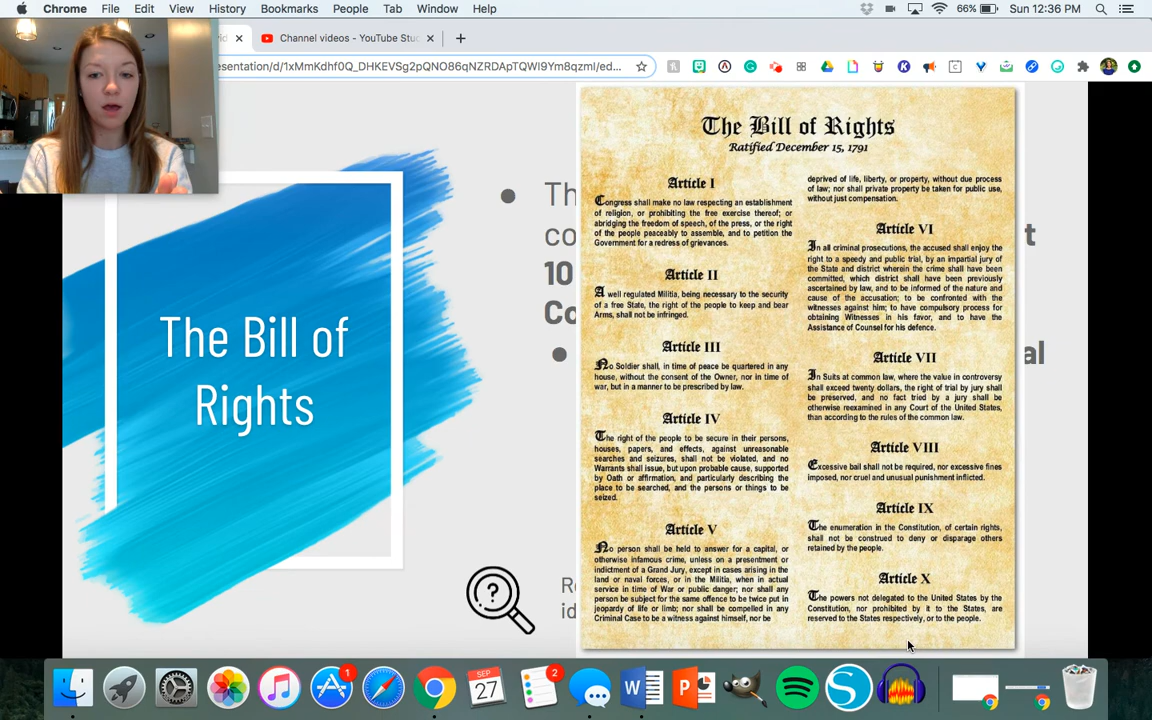 Chrome File Edit View History Bookmarks People Tab Window Help 66% Sun 12:36 PM
Channel videos - YouTube Stu
esentation/d/1xMmKdhf0Q_DHKEVSg2pQNO86qNZRDApTQWI9Ym8qzmI/ed...
The Bill of
Rights
Th
co
10
Co
t
al
Re
id
The Bill of Rights
Ratified December 15, 1791
Article I
Congress shall make no law respecting an establishment
of religion, or prohibiting the free exercise thereof; or
abridging the freedom of speech, of the press, or the right
of the people peaceably to assemble, and to petition the
Government for a redress of grievances.
Article II
A well regulated Militia, being necessary to the security
of a free State, the right of the people to keep and bear
Arms, shall not be infringed.
Article III
No Soldier shall, in time of peace be quartered in any
house, without the consent of the Owner, nor in time of
war, but in a manner to be prescribed by law.
Article IV
The right of the people to be secure in their persons,
houses, papers, and effects, against unreasonable
searches and seizures, shall not be violated, and no
Warrants shall issue, but upon probable cause, supported
by Oath or affirmation, and particularly describing the
place to be searched, and the persons or things to be
seized.
Article V
No person shall be held to answer for a capital, or
otherwise infamous crime, unless on a presentment or
indictment of a Grand Jury, except in cases arising in the
land or naval forces, or in the Militia, when in actual
service in time of War or public danger; nor shall any
person be subject for the same offence to be twice put in
jeopardy of life or limb; nor shall be compelled in any
Criminal Case to be a witness against himself, nor be
deprived of life, liberty, or property, without due process
of law; nor shall private property be taken for public use,
without just compensation.
Article VI
In all criminal prosecutions, the accused shall enjoy the
right to a speedy and public trial, by an impartial jury of
the State and district wherein the crime shall have been
committed, which district shall have been previously
ascertained by law, and to be informed of the nature and
cause of the accusation; to be confronted with the
witnesses against him; to have compulsory process for
obtaining Witnesses in his favor, and to have the
Assistance of Counsel for his defence.
Article VII
In Suits at common law, where the value in controversy
shall exceed twenty dollars, the right of trial by jury shall
be preserved, and no fact tried by a jury shall be
otherwise reexamined in any Court of the United States,
than according to the rules of the common law.
Article VIII
Excessive bail shall not be required, nor excessive fines
imposed, nor cruel and unusual punishment inflicted.
Article IX
The enumeration in the Constitution, of certain rights,
shall not be construed to deny or disparage others
retained by the people.
Article X
The powers not delegated to the United States by the
Constitution, nor prohibited by it to the States, are
reserved to the States respectively, or to the people.
1
SEP
27
2